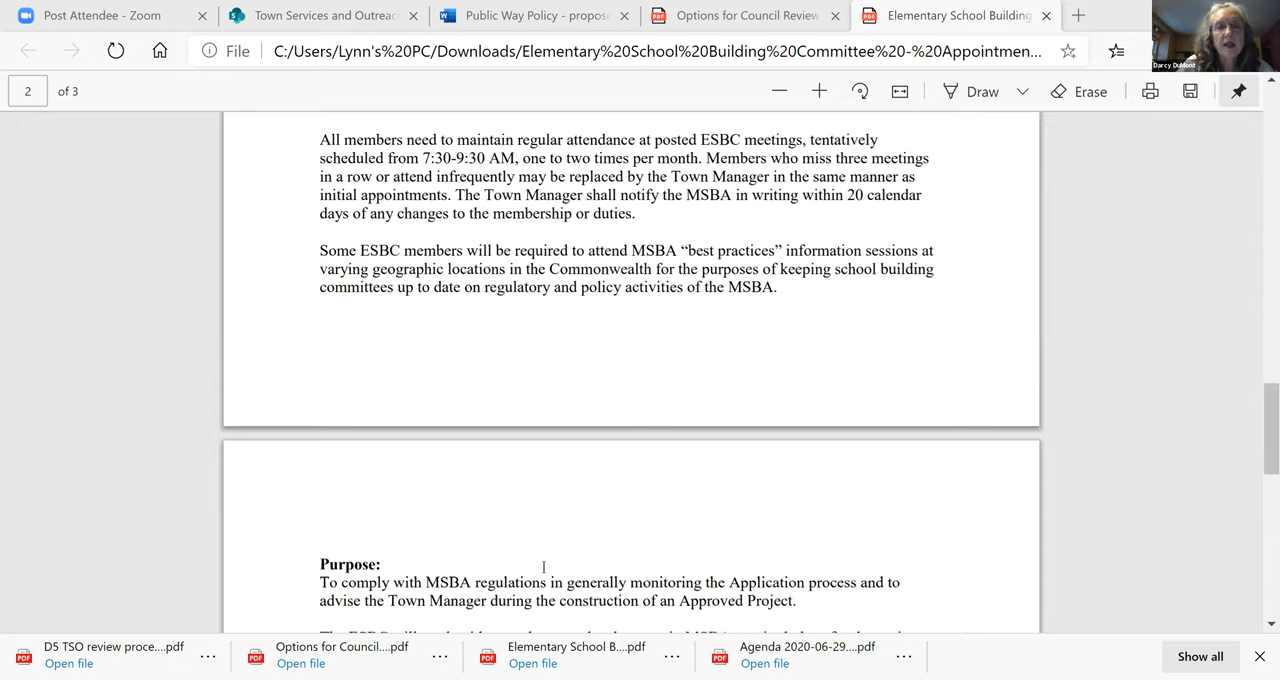 Post Attendee - Zoom
Town Services and Outreach
Public Way Policy - propose
Options for Council Review
Elementary School Building
File
C:/Users/Lynn's%20PC/Downloads/Elementary%20School%20Building%20Committee%20-%20Appointmen...
Darcy DuMont
2 of 3
Draw
Erase
All members need to maintain regular attendance at posted ESBC meetings, tentatively
scheduled from 7:30-9:30 AM, one to two times per month. Members who miss three meetings
in a row or attend infrequently may be replaced by the Town Manager in the same manner as
initial appointments. The Town Manager shall notify the MSBA in writing within 20 calendar
days of any changes to the membership or duties.
Some ESBC members will be required to attend MSBA “best practices” information sessions at
varying geographic locations in the Commonwealth for the purposes of keeping school building
committees up to date on regulatory and policy activities of the MSBA.
Purpose:
To comply with MSBA regulations in generally monitoring the Application process and to
advise the Town Manager during the construction of an Approved Project.
D5 TSO review proce....pdf
Open file
Options for Council....pdf
Open file
Elementary School B....pdf
Open file
Agenda 2020-06-29....pdf
Open file
Show all